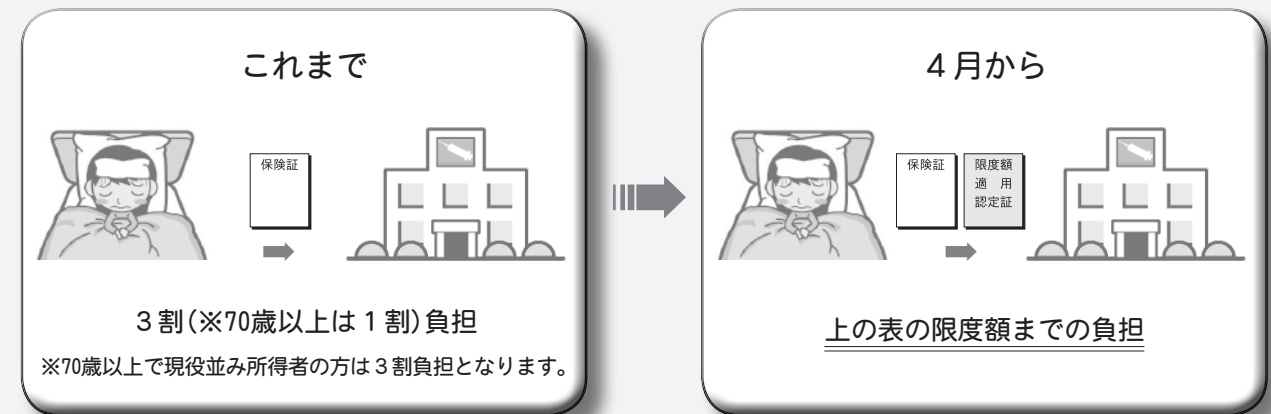 これまで
保険証
3割(※70歳以上は1割)負担
※70歳以上で現役並み所得者の方は3割負担となります。
4月から
保険証
限度額
適 用
認定証
上の表の限度額までの負担